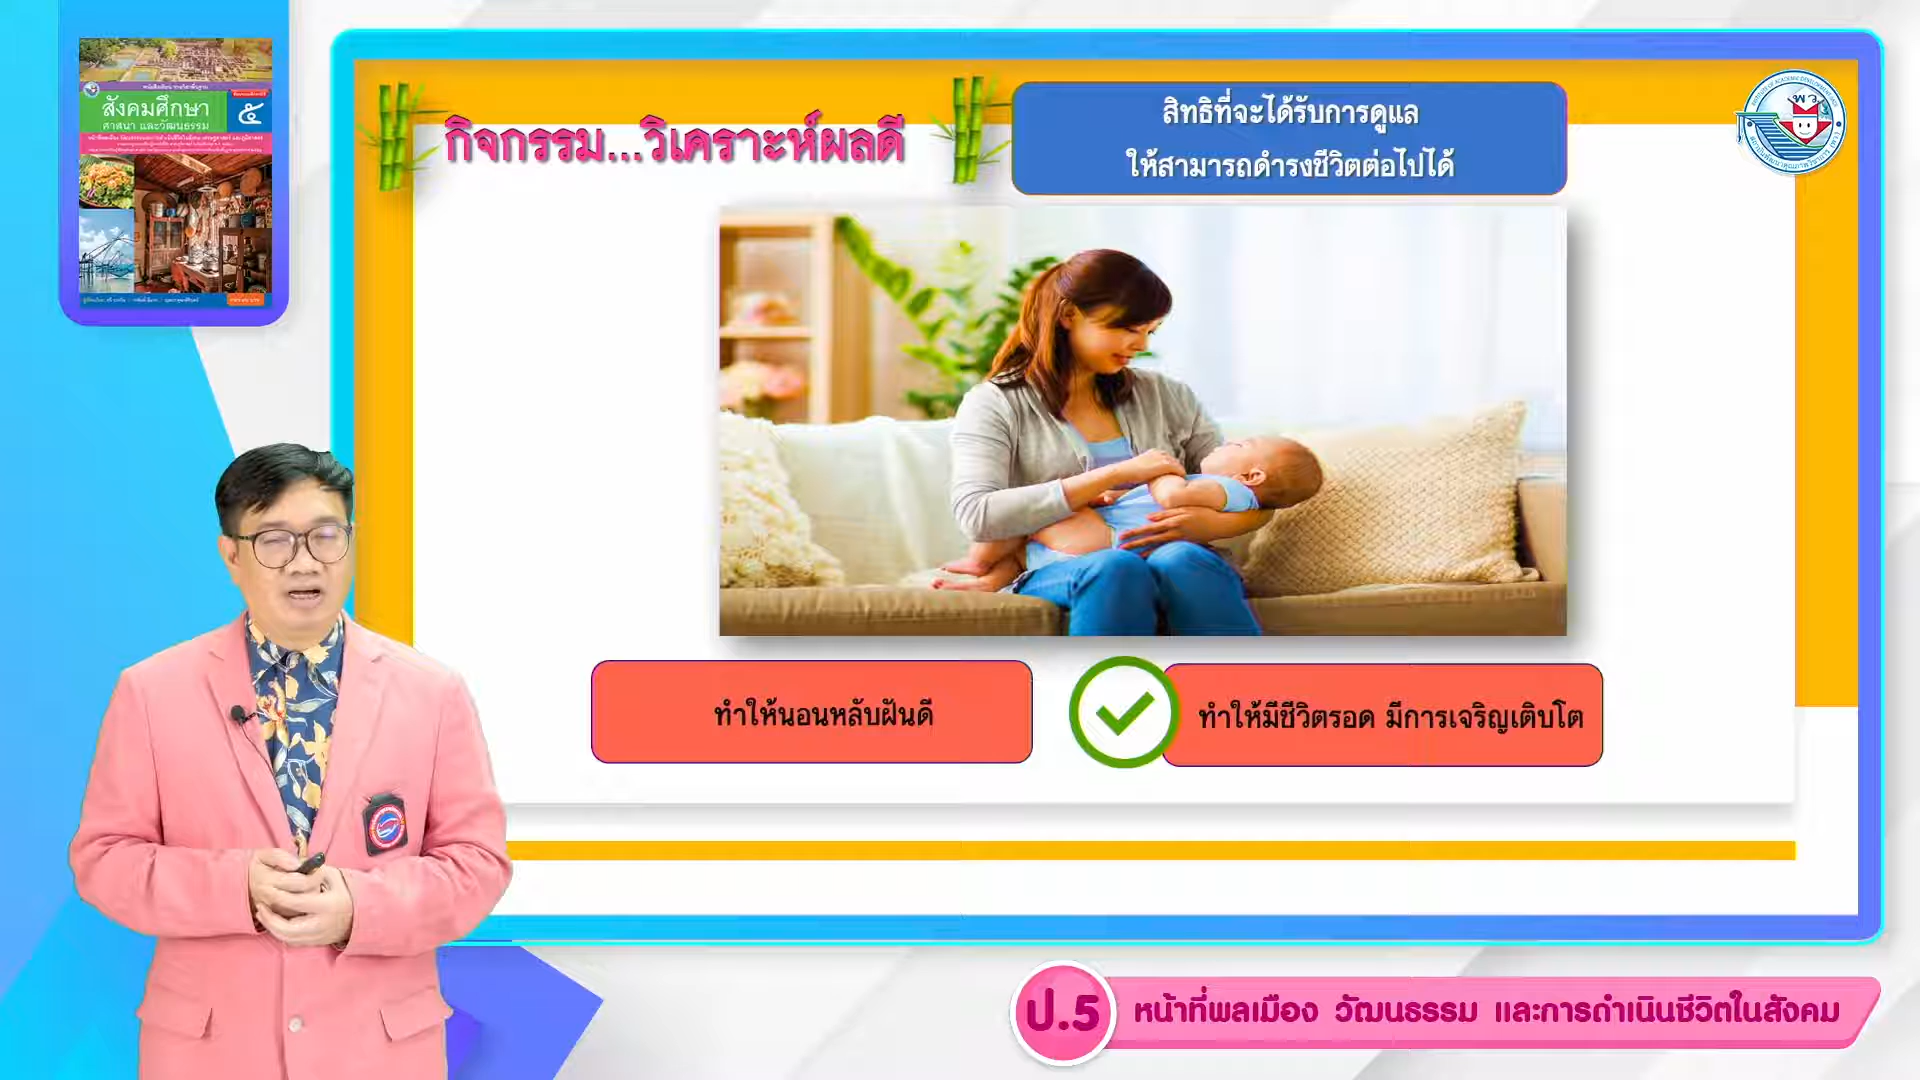 สังคมศึกษา
ศาสนา และวัฒนธรรม
๕
กิจกรรม...วิเคราะห์ผลดี
สิทธิที่จะได้รับการดูแล
ให้สามารถดำรงชีวิตต่อไปได้
พว
ทำให้นอนหลับฝันดี
ทำให้มีชีวิตรอด มีการเจริญเติบโต
ป.5
หน้าที่พลเมือง วัฒนธรรม และการดำเนินชีวิตในสังคม